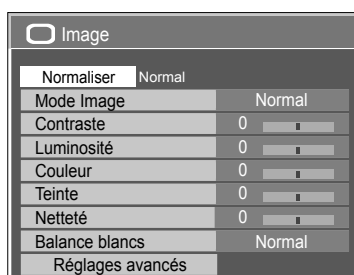 Image
Normaliser Normal
Mode Image Normal
Contraste 0
Luminosité 0
Couleur 0
Teinte 0
Netteté 0
Balance blancs Normal
Réglages avancés